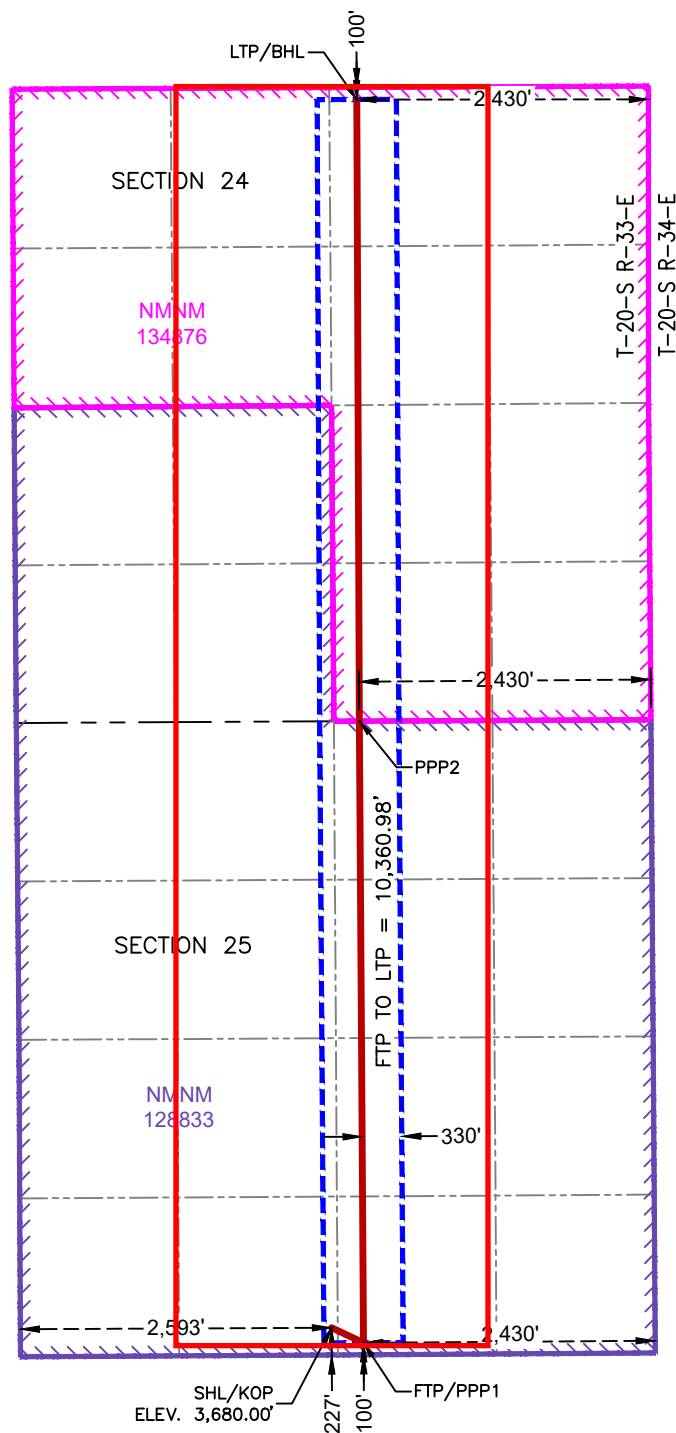 100'
LTP/BHL
2,430'
SECTION 24
T-20-S R-33-E
T-20-S R-34-E
NMNM
134876
2,430'
PPP2
FTP TO LTP = 10,360.98'
SECTION 25
NMNM
128833
330'
2,593'
2,430'
SHL/KOP
ELEV. 3,680.00'
227'
100'
FTP/PPP1